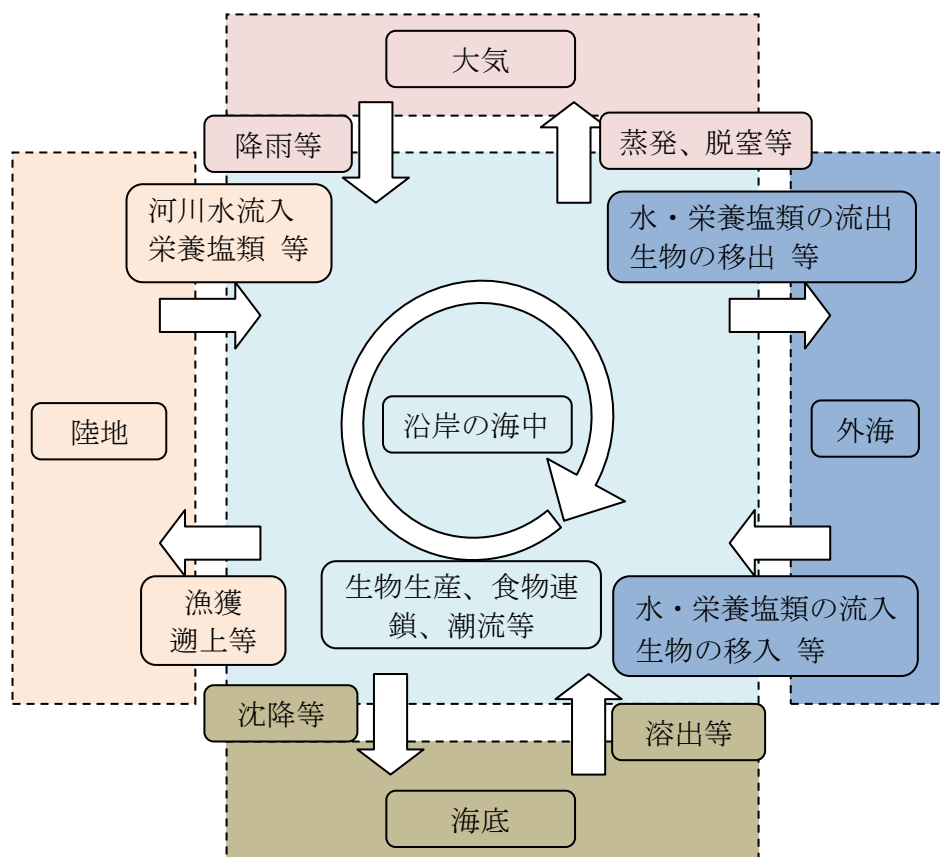 大気
降雨等
蒸発、脱窒等
河川水流入
栄養塩類 等
水・栄養塩類の流出
生物の移出 等
陸地
沿岸の海中
外海
漁獲
遡上等
生物生産、食物連
鎖、潮流等
水・栄養塩類の流入
生物の移入 等
沈降等
溶出等
海底